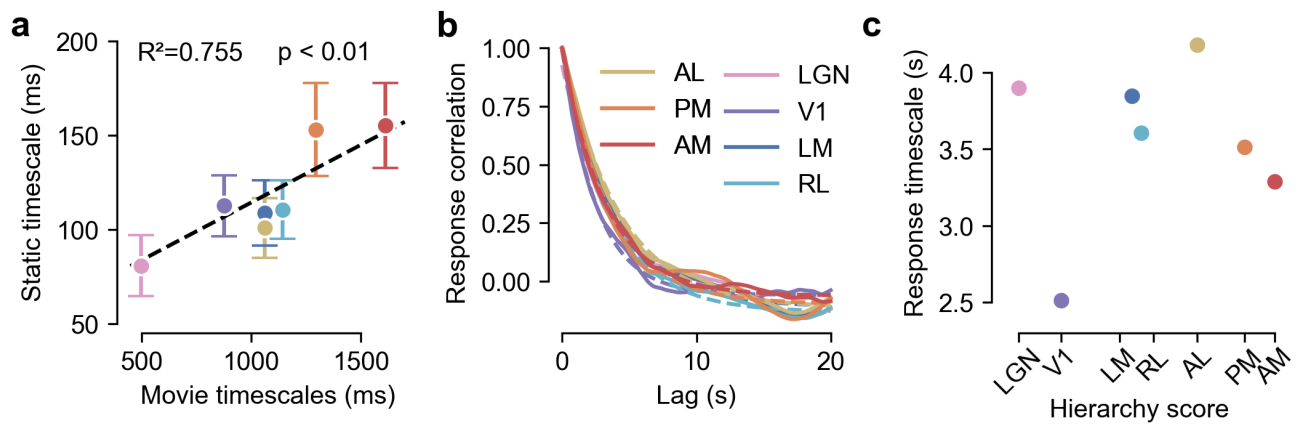 a
R²=0.755 p < 0.01
Static timescale (ms)
200
150
100
50
500 1000 1500
Movie timescales (ms)
b
Response correlation
1.00
0.75
0.50
0.25
0.00
AL
PM
AM
LGN
V1
LM
RL
0 10 20
Lag (s)
c
Response timescale (s)
4.0
3.5
3.0
2.5
LGN V1 LM RL AL PM AM
Hierarchy score